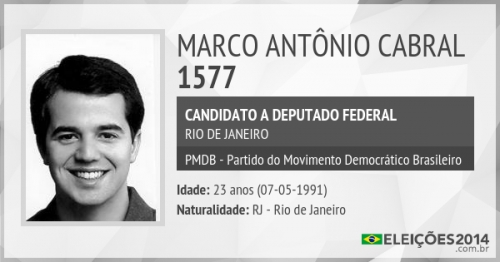 MARCO ANTÔNIO CABRAL
1577
CANDIDATO A DEPUTADO FEDERAL
RIO DE JANEIRO
PMDB - Partido do Movimento Democrático Brasileiro
Idade: 23 anos (07-05-1991)
Naturalidade: RJ - Rio de Janeiro
ELEIÇÕES2014
.com.br